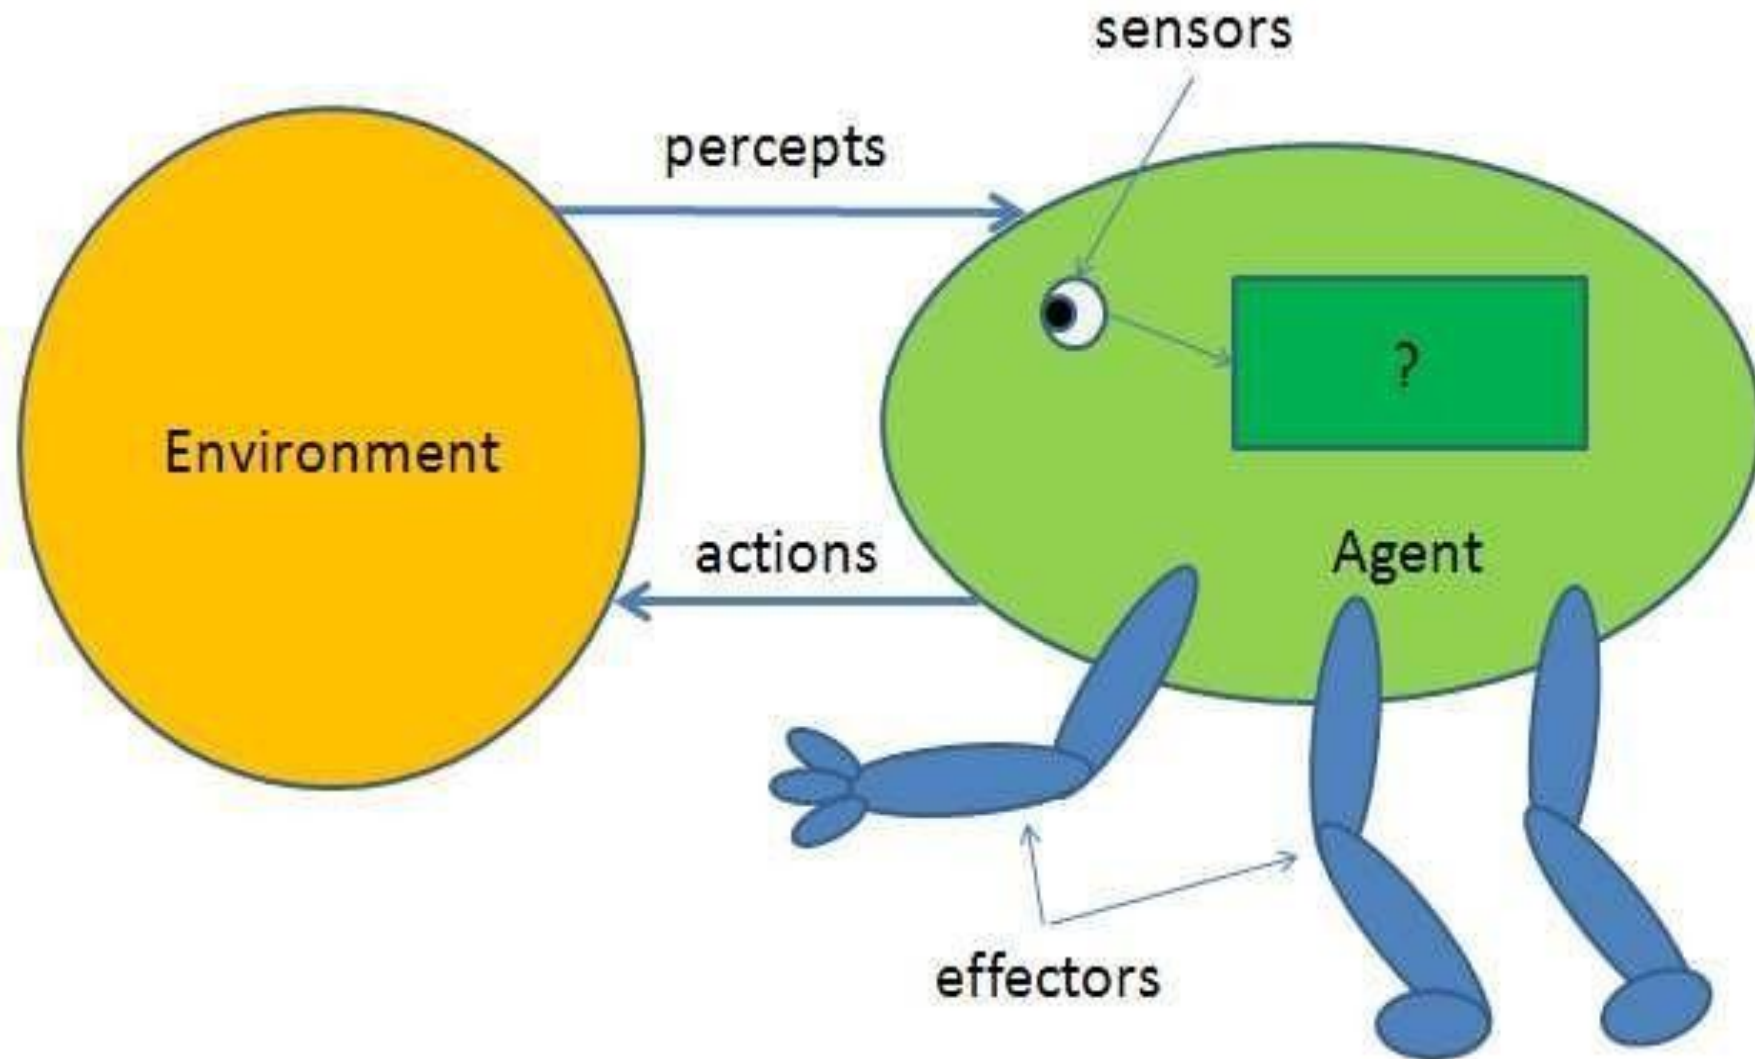 sensors
percepts
?
Environment
actions
Agent
effectors